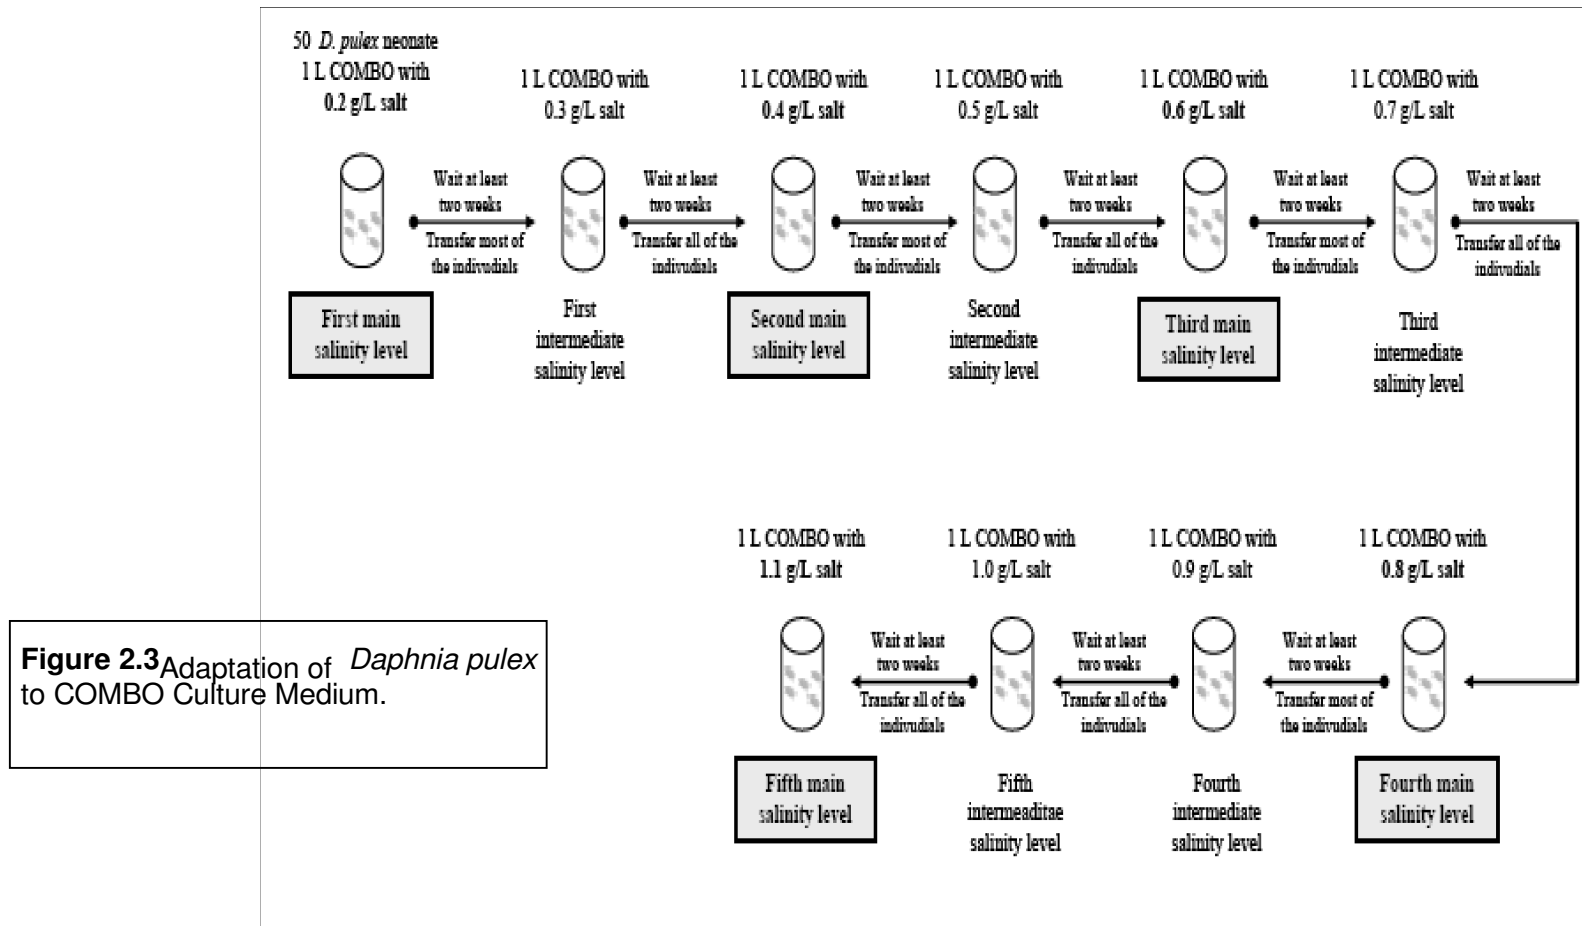 50 D. pulex neonate
1 L COMBO with
0.2 g/L salt
1 L COMBO with
0.3 g/L salt
1 L COMBO with
0.4 g/L salt
1 L COMBO with
0.5 g/L salt
1 L COMBO with
0.6 g/L salt
1 L COMBO with
0.7 g/L salt
Wait at least
two weeks
Transfer most of
the indivudials
Wait at least
two weeks
Transfer all of the
indivudials
Wait at least
two weeks
Transfer most of
the indivudials
Wait at least
two weeks
Transfer all of the
indivudials
Wait at least
two weeks
Transfer most of
the indivudials
Wait at least
two weeks
Transfer all of the
indivudials
First main
salinity level
First
intermediate
salinity level
Second main
salinity level
Second
intermediate
salinity level
Third main
salinity level
Third
intermediate
salinity level
1 L COMBO with
1.1 g/L salt
1 L COMBO with
1.0 g/L salt
1 L COMBO with
0.9 g/L salt
1 L COMBO with
0.8 g/L salt
Wait at least
two weeks
Transfer all of the
indivudials
Wait at least
two weeks
Transfer all of the
indivudials
Wait at least
two weeks
Transfer most of
the indivudials
Fifth main
salinity level
Fifth
intermeaditae
salinity level
Fourth
intermediate
salinity level
Fourth main
salinity level
Figure 2.3 Adaptation of Daphnia pulex
to COMBO Culture Medium.